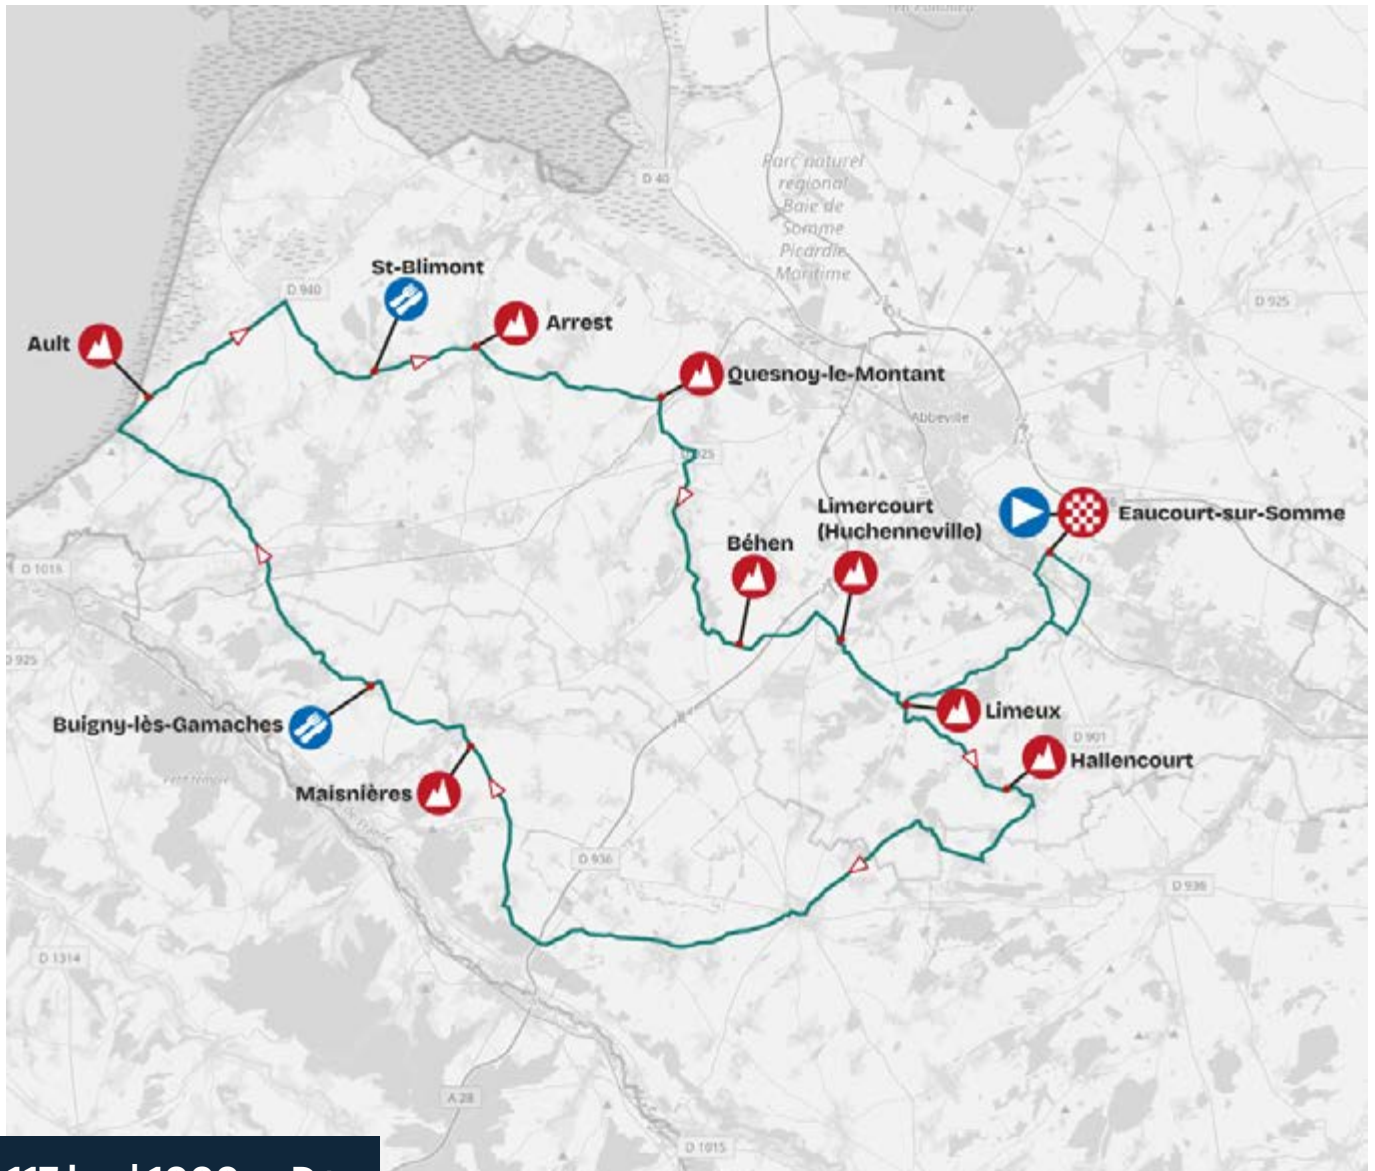 D 40
Parc naturel
regional
Baie de
Somme
Picardie
Maritime
St-Blimont
D 940
D 925
Arrest
Ault
Quesnoy-le-Montant
Abbeville
Limercourt
(Huchenneville)
Eaucourt-sur-Somme
Béhen
D 1015
D 925
Buigny-lès-Gamaches
Limeux
D 901
Hallencourt
Maisnières
D 936
D 936
D 1314
A 28
D 1015